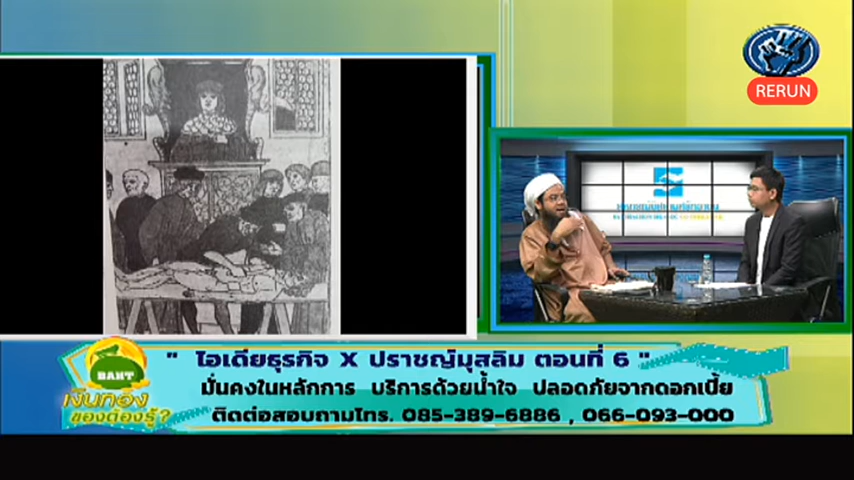 RERUN
" ไอเดียธุรกิจ X ปราชญ์มุสลิม ตอนที่ 6 "
BAHT
เงินทอง
ของต้องรู้?
มั่นคงในหลักการ บริการด้วยน้ำใจ ปลอดภัยจากดอกเบี้ย
ติดต่อสอบถามโทร. 085-389-6886 , 066-093-000